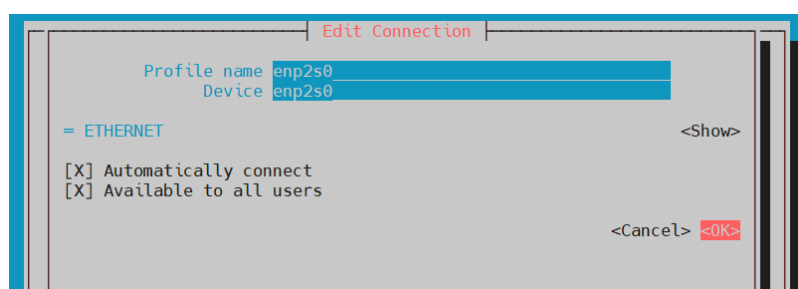 Edit Connection
Profile name enp2s0
Device enp2s0
= ETHERNET <Show>
[X] Automatically connect
[X] Available to all users
<Cancel> <OK>